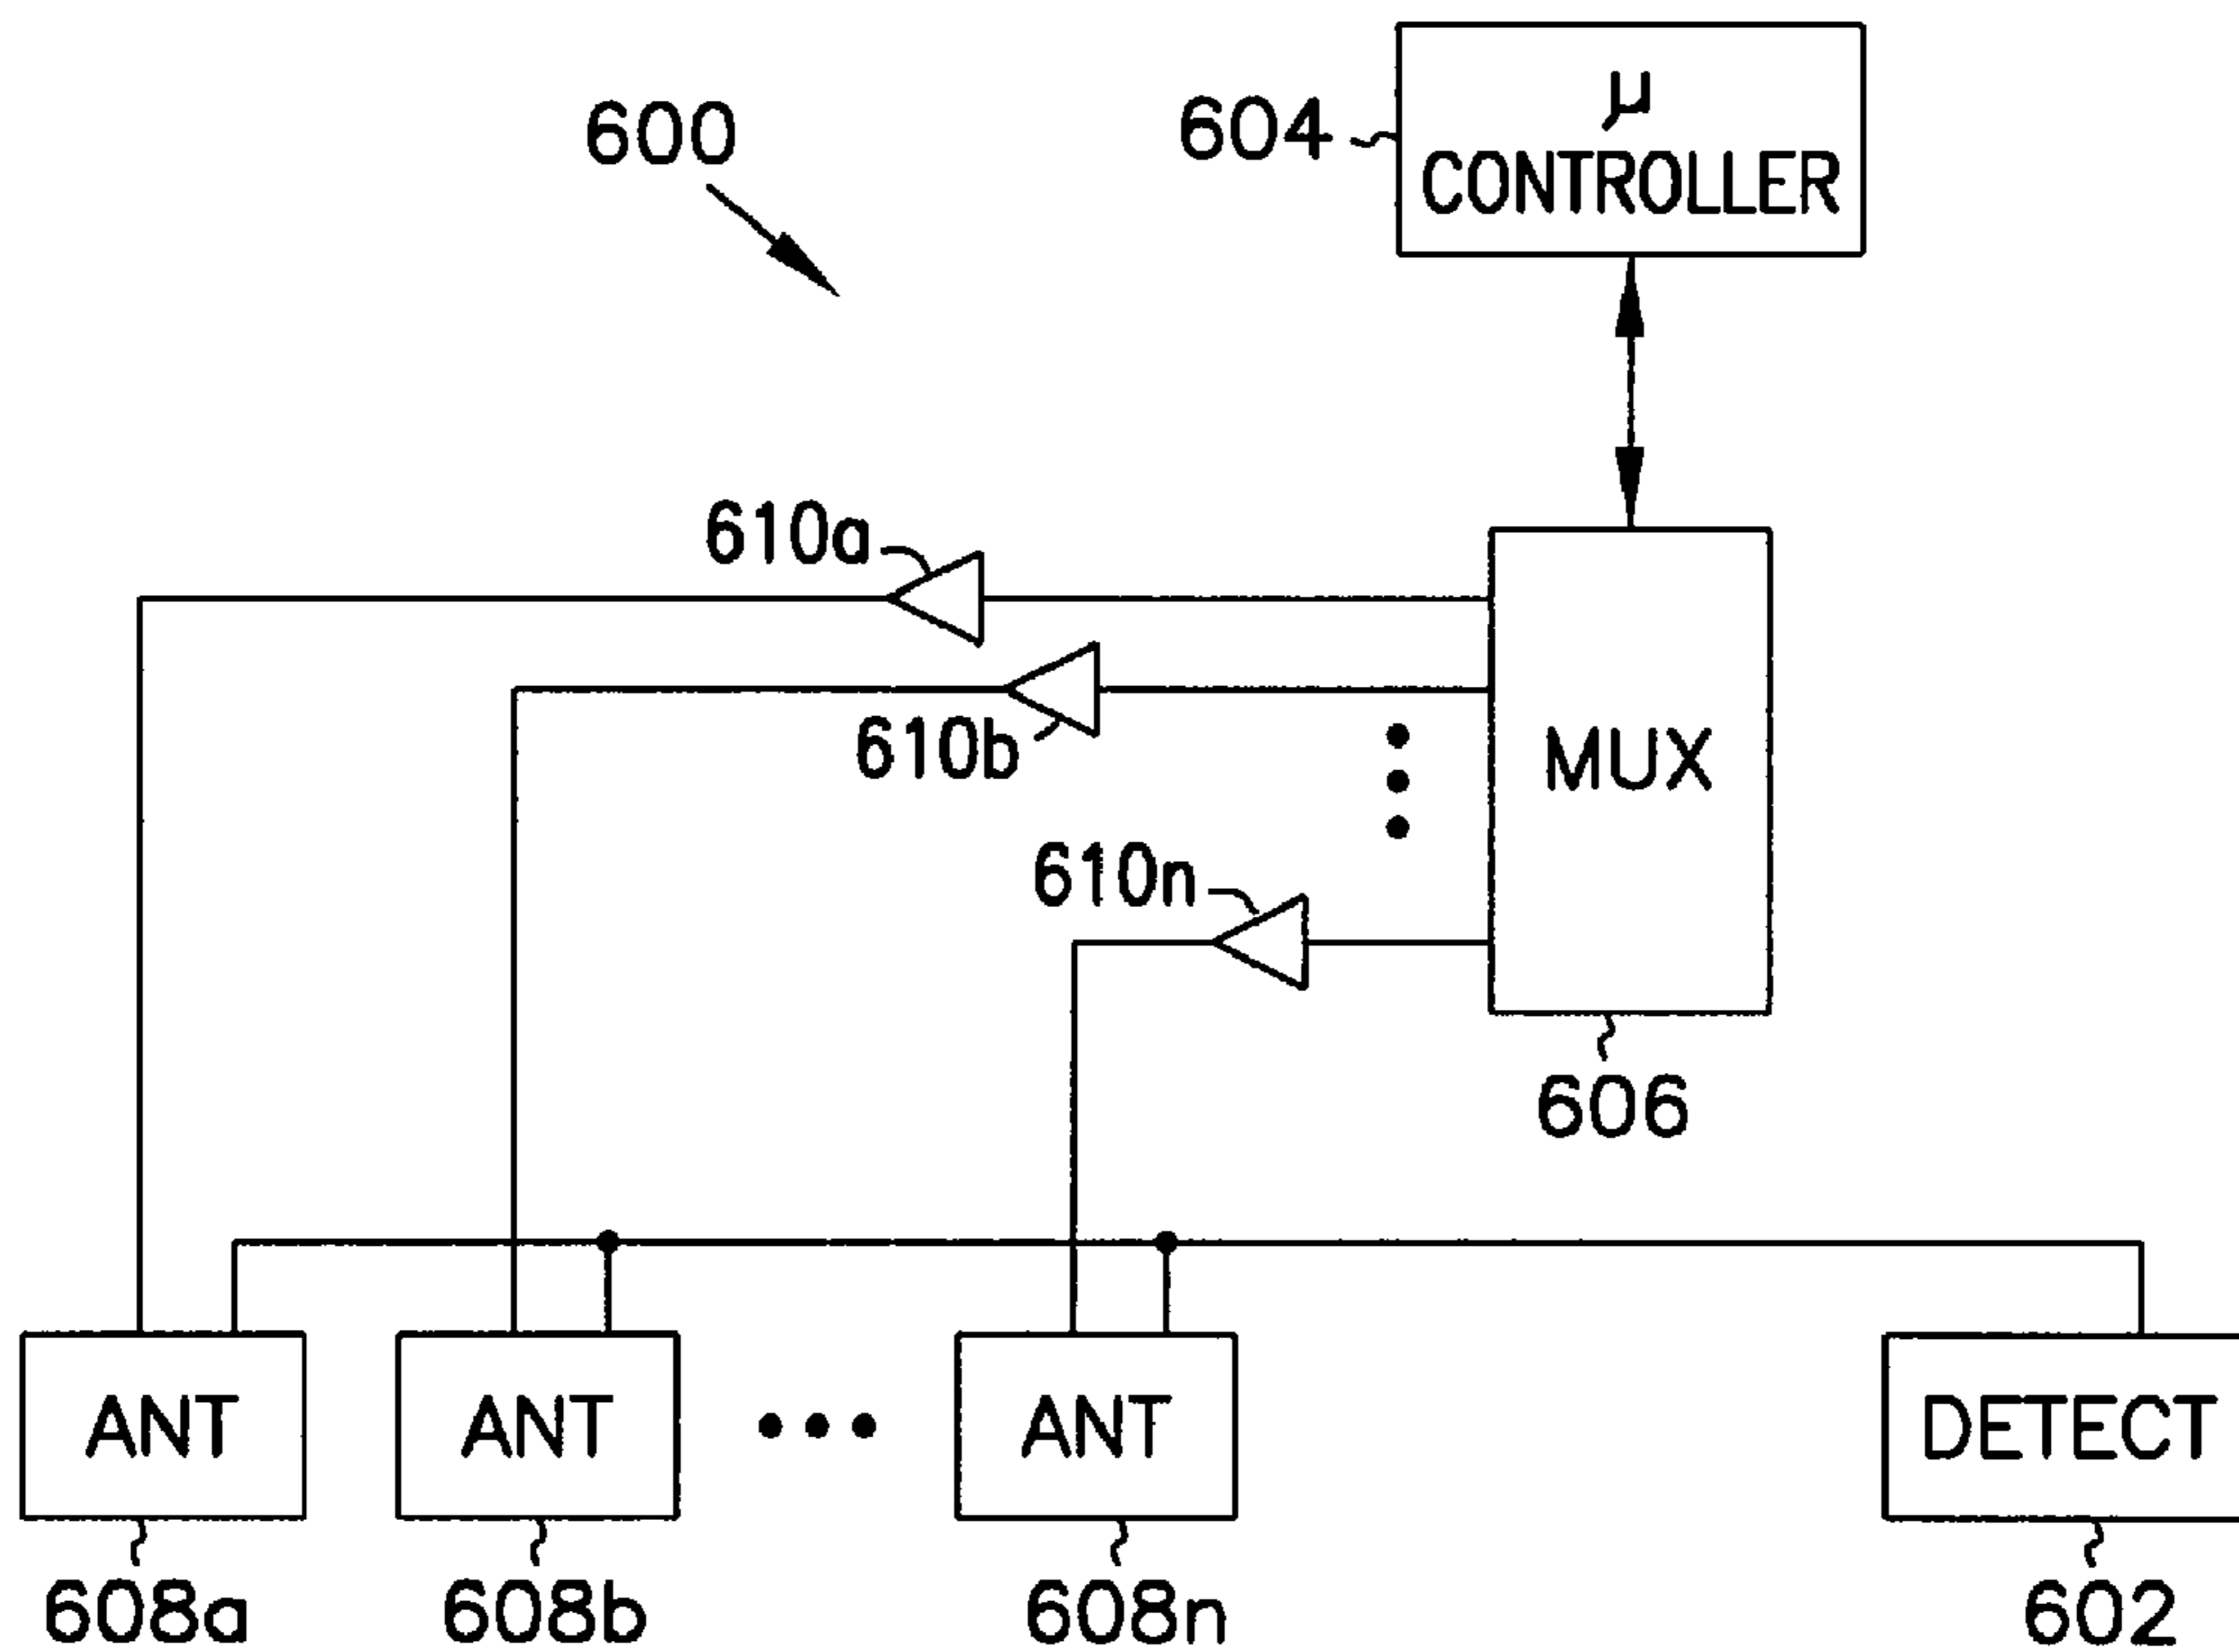 600
604
µ
CONTROLLER
610a
610b
MUX
610n
606
ANT
ANT
ANT
DETECT
608a
608b
608n
602